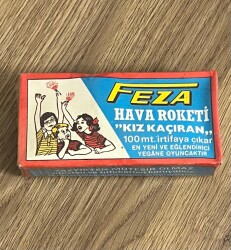 FEZA
HAVA ROKETİ
"KIZ KAÇIRAN"
100 mt. irtifaya çıkar
EN YENİ VE EĞLENDİRİCİ
YEGÂNE OYUNCAKTIR